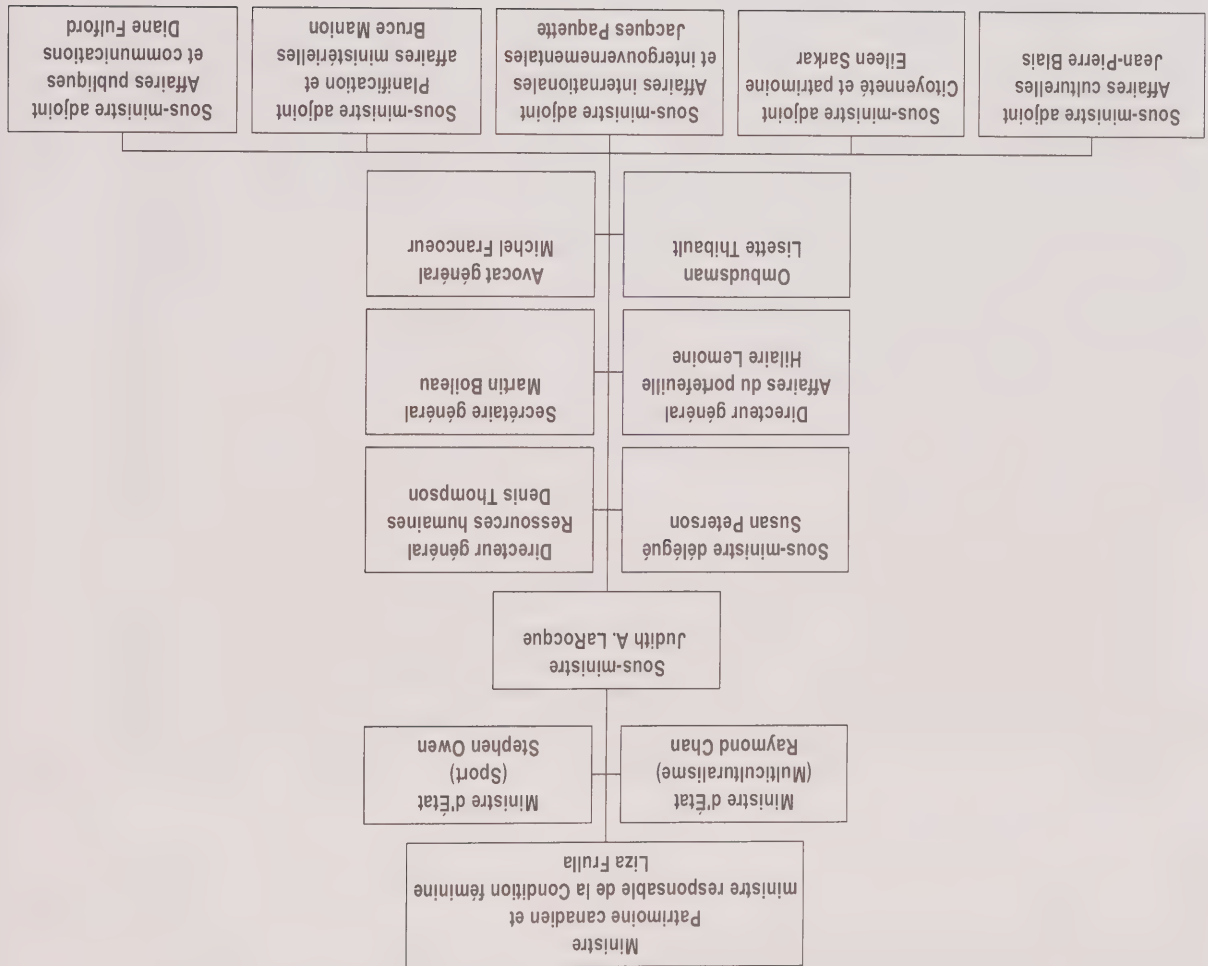 Ministre
Patrimoine canadien et
ministre responsable de la Condition féminine
Liza Frulla
Ministre d'État
(Multiculturalisme)
Raymond Chan
Ministre d'État
(Sport)
Stephen Owen
Sous-ministre
Judith A. LaRocque
Sous-ministre délégué
Susan Peterson
Directeur général
Ressources humaines
Denis Thompson
Directeur général
Affaires du portefeuille
Hilaire Lemoine
Secrétaire général
Martin Boileau
Ombudsman
Lisette Thibault
Avocat général
Michel Francoeur
Sous-ministre adjoint
Affaires culturelles
Jean-Pierre Blais
Sous-ministre adjoint
Citoyenneté et patrimoine
Eileen Sarkar
Sous-ministre adjoint
Affaires internationales
et intergouvernementales
Jacques Paquette
Sous-ministre adjoint
Planification et
affaires ministérielles
Bruce Manion
Sous-ministre adjoint
Affaires publiques
et communications
Diane Fulford